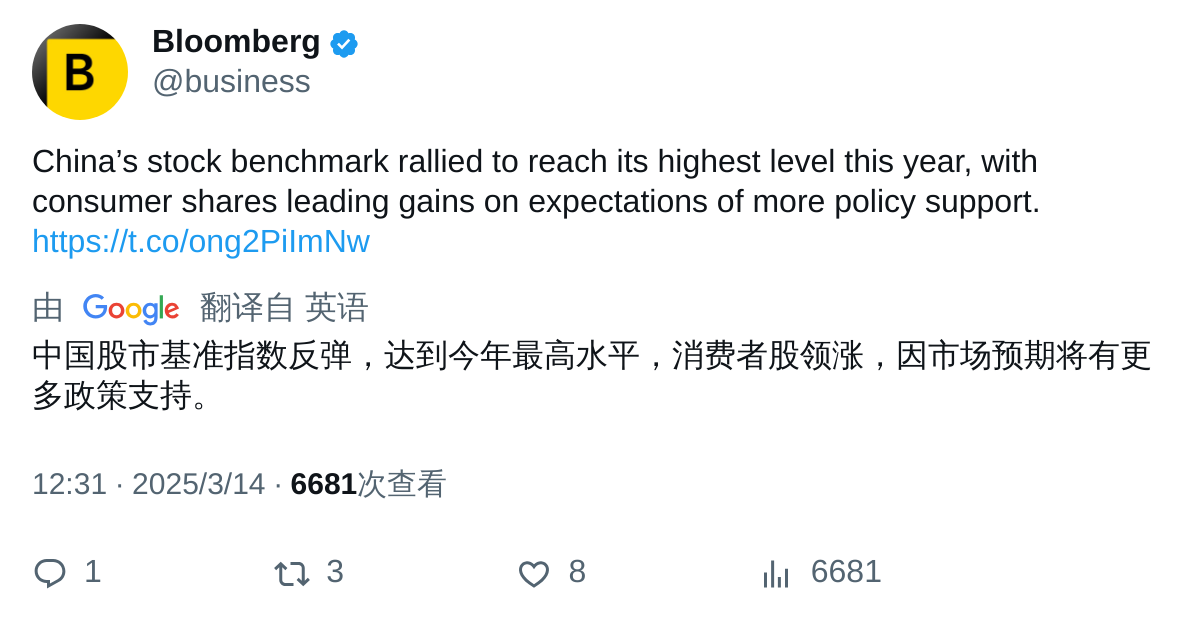 B
Bloomberg
@business
China’s stock benchmark rallied to reach its highest level this year, with
consumer shares leading gains on expectations of more policy support.
https://t.co/ong2PiImNw
由 Google 翻译自 英语
中国股市基准指数反弹，达到今年最高水平，消费者股领涨，因市场预期将有更
多政策支持。
12:31 · 2025/3/14 · 6681次查看
1 3 8 6681